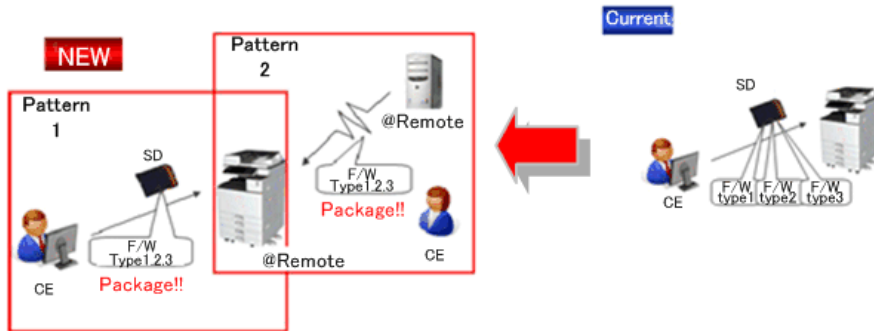 NEW
Pattern
1
SD
F/W
Type1.2.3
Package!!
CE
Pattern
2
@Remote
F/W
Type1.2.3
Package!!
CE
@Remote
Current
SD
CE
F/W
type1
F/W
type2
F/W
type3